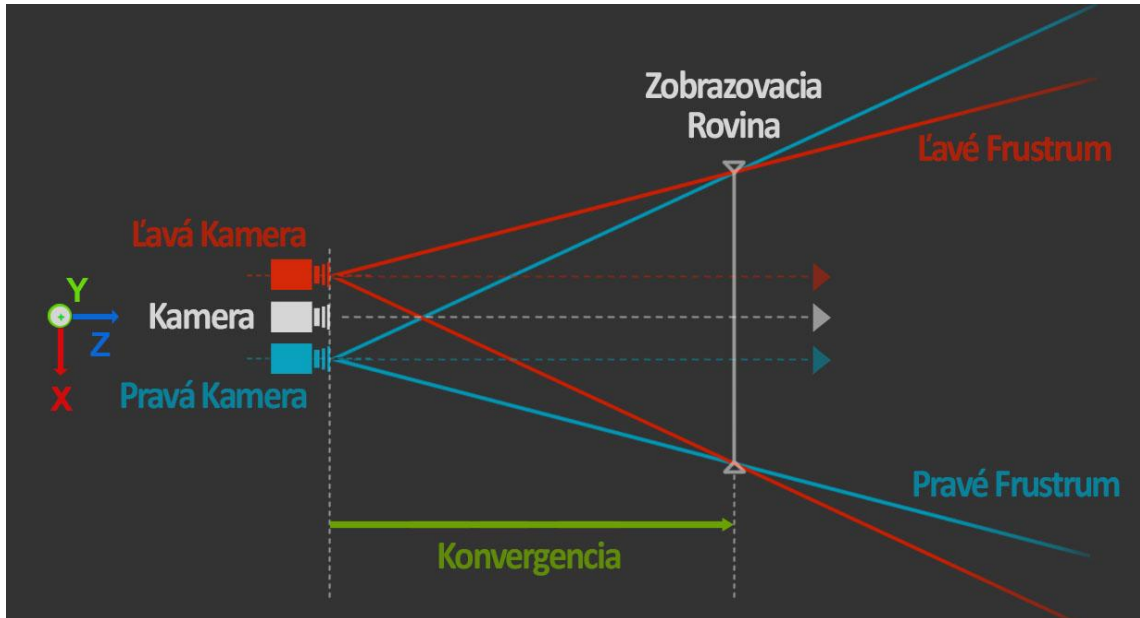 Zobrazovacia
Rovina
Ľavé Frustrum
Ľavá Kamera
Y
Kamera
Z
X
Pravá Kamera
Pravé Frustrum
Konvergencia